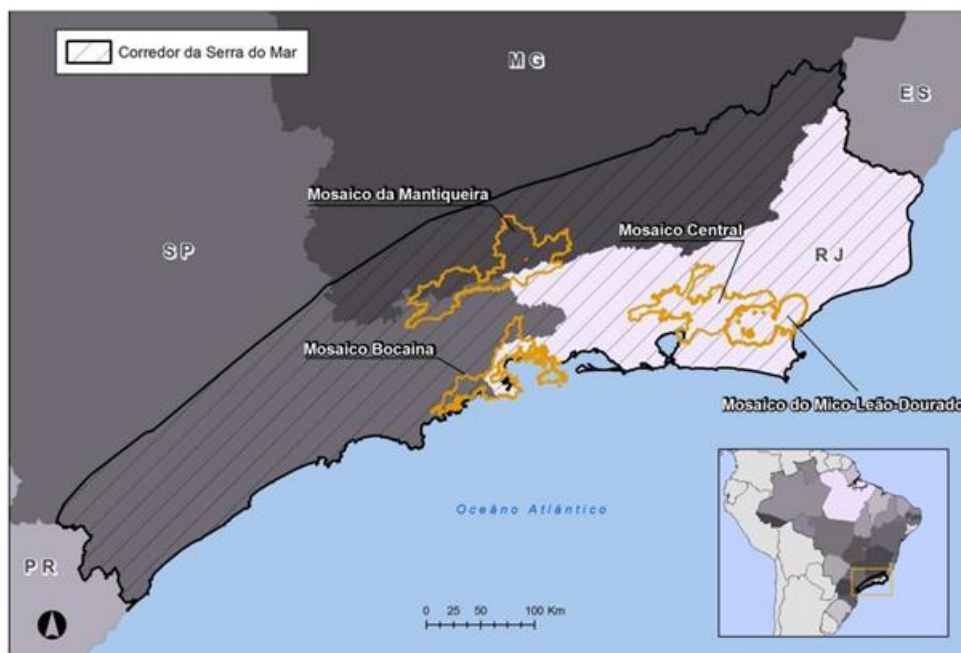 Corredor da Serra do Mar
MG
ES
Mosaico da Mantiqueira
SP
Mosaico Central
RJ
Mosaico Bocaina
Mosaico do Mico-Leão-Dourado
Oceâno Atlântico
PR
0 25 50 100 Km